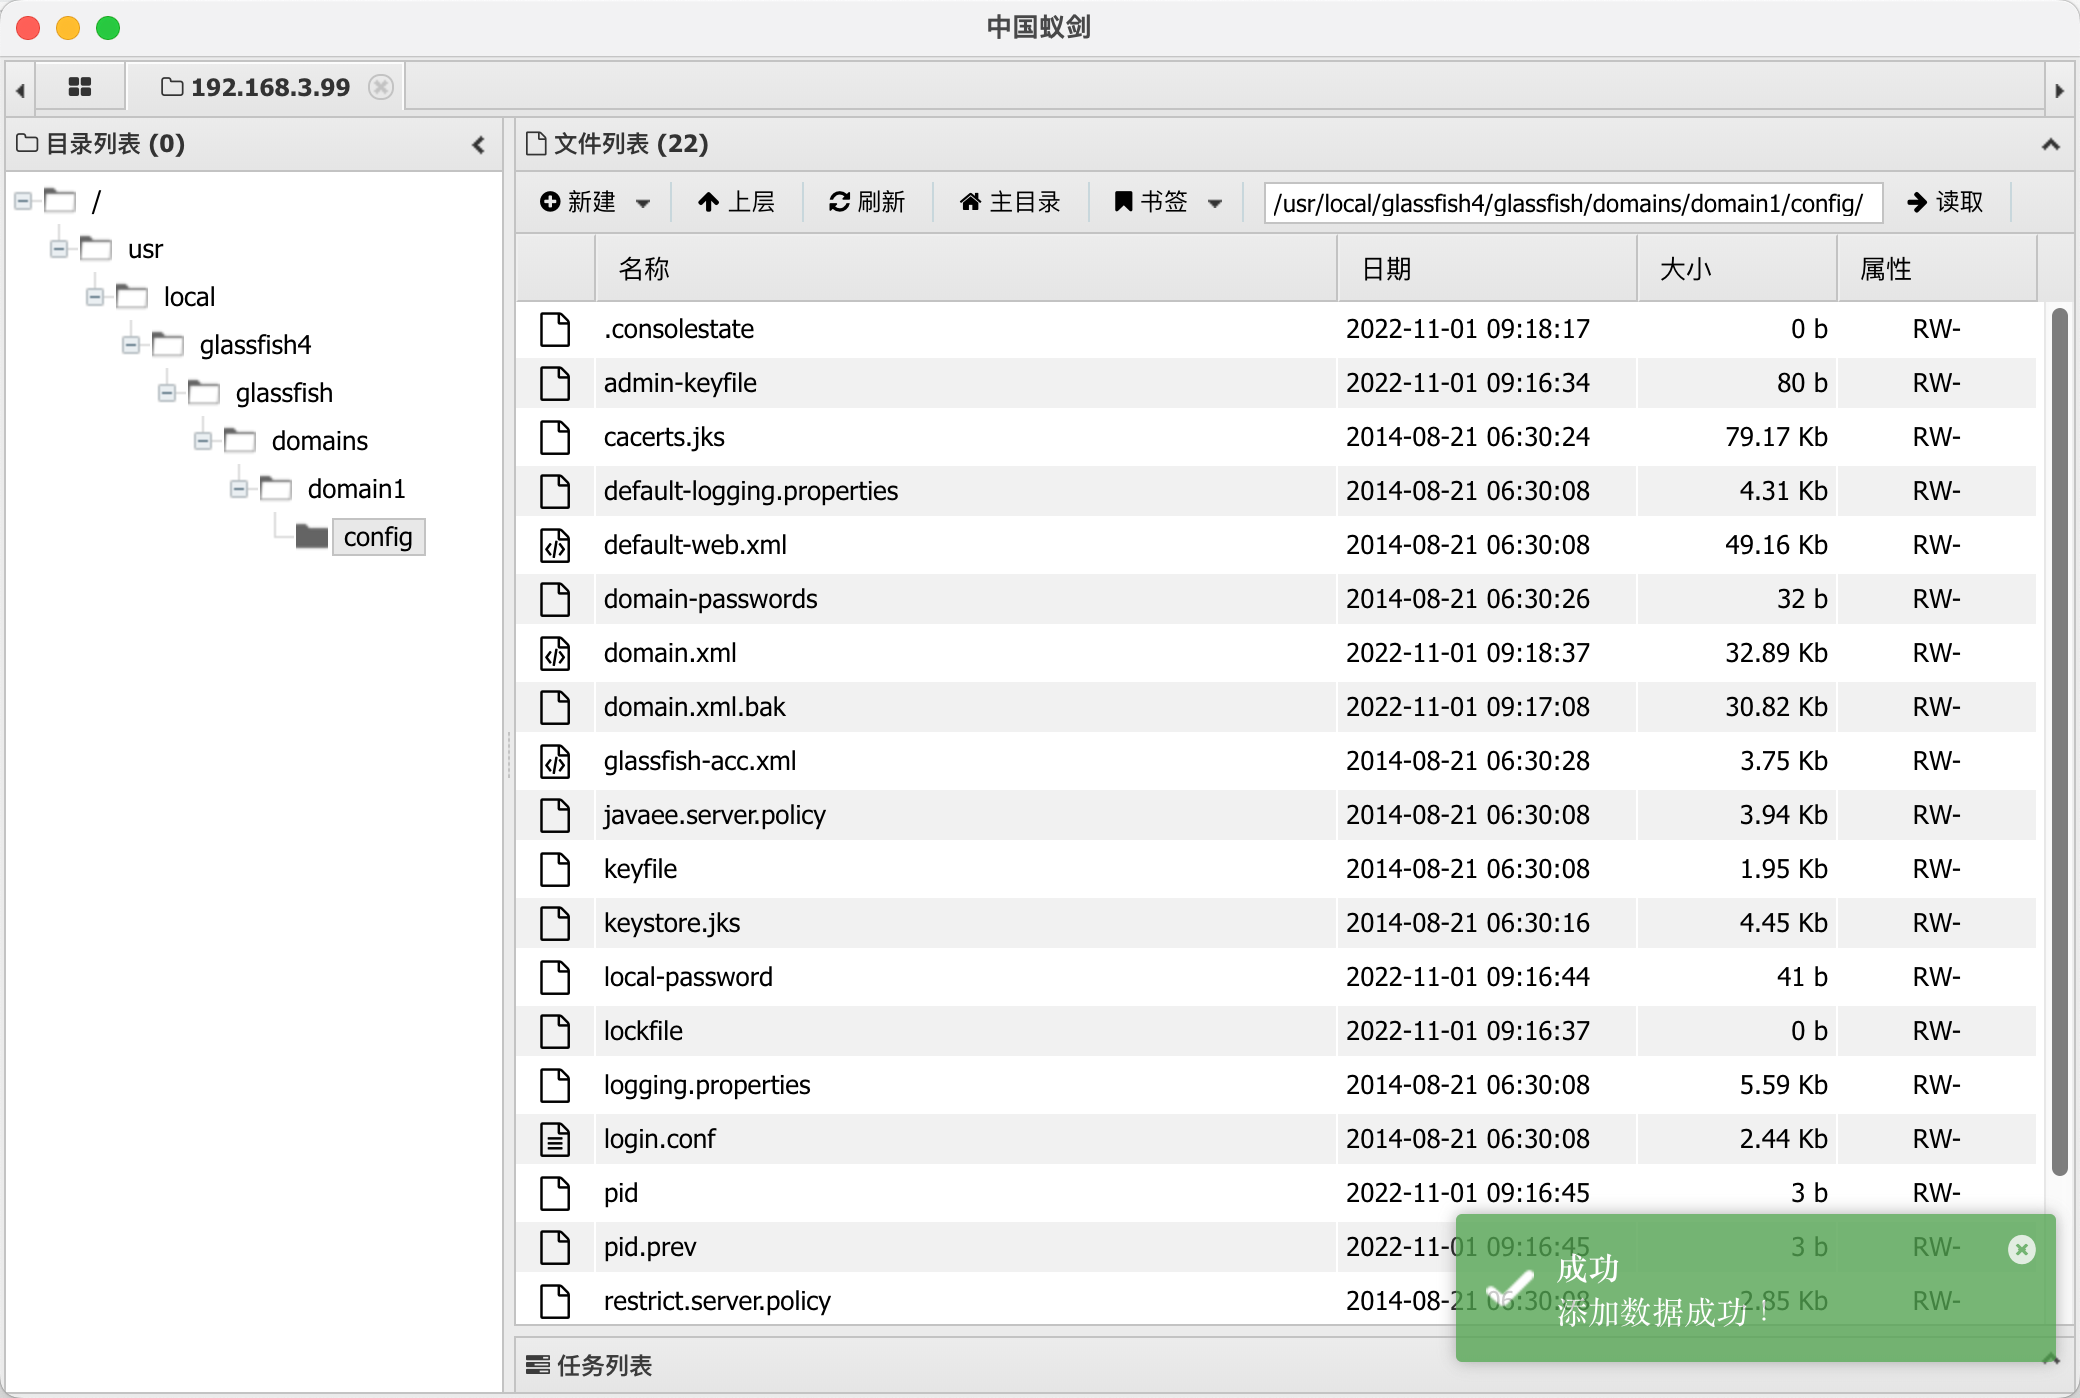 中国蚁剑
192.168.3.99
目录列表 (0)
/
usr
local
glassfish4
glassfish
domains
domain1
config
文件列表 (22)
新建 上层 刷新 主目录 书签 /usr/local/glassfish4/glassfish/domains/domain1/config/ 读取
名称 日期 大小 属性
.consolestate 2022-11-01 09:18:17 0 b RW-
admin-keyfile 2022-11-01 09:16:34 80 b RW-
cacerts.jks 2014-08-21 06:30:24 79.17 Kb RW-
default-logging.properties 2014-08-21 06:30:08 4.31 Kb RW-
default-web.xml 2014-08-21 06:30:08 49.16 Kb RW-
domain-passwords 2014-08-21 06:30:26 32 b RW-
domain.xml 2022-11-01 09:18:37 32.89 Kb RW-
domain.xml.bak 2022-11-01 09:17:08 30.82 Kb RW-
glassfish-acc.xml 2014-08-21 06:30:28 3.75 Kb RW-
javaee.server.policy 2014-08-21 06:30:08 3.94 Kb RW-
keyfile 2014-08-21 06:30:08 1.95 Kb RW-
keystore.jks 2014-08-21 06:30:16 4.45 Kb RW-
local-password 2022-11-01 09:16:44 41 b RW-
lockfile 2022-11-01 09:16:37 0 b RW-
logging.properties 2014-08-21 06:30:08 5.59 Kb RW-
login.conf 2014-08-21 06:30:08 2.44 Kb RW-
pid 2022-11-01 09:16:45 3 b RW-
pid.prev 2022-11-01 09:16:45 3 b RW-
restrict.server.policy 2014-08-21 06:30:08 2.85 Kb RW-
成功
添加数据成功！
任务列表